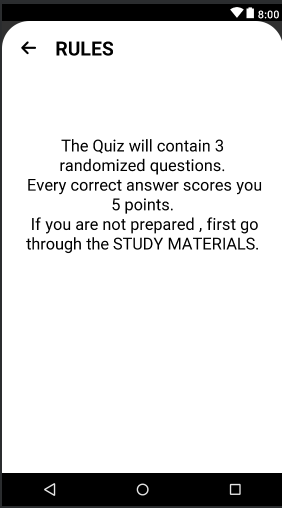 8:00
RULES
The Quiz will contain 3
randomized questions.
Every correct answer scores you
5 points.
If you are not prepared , first go
through the STUDY MATERIALS.